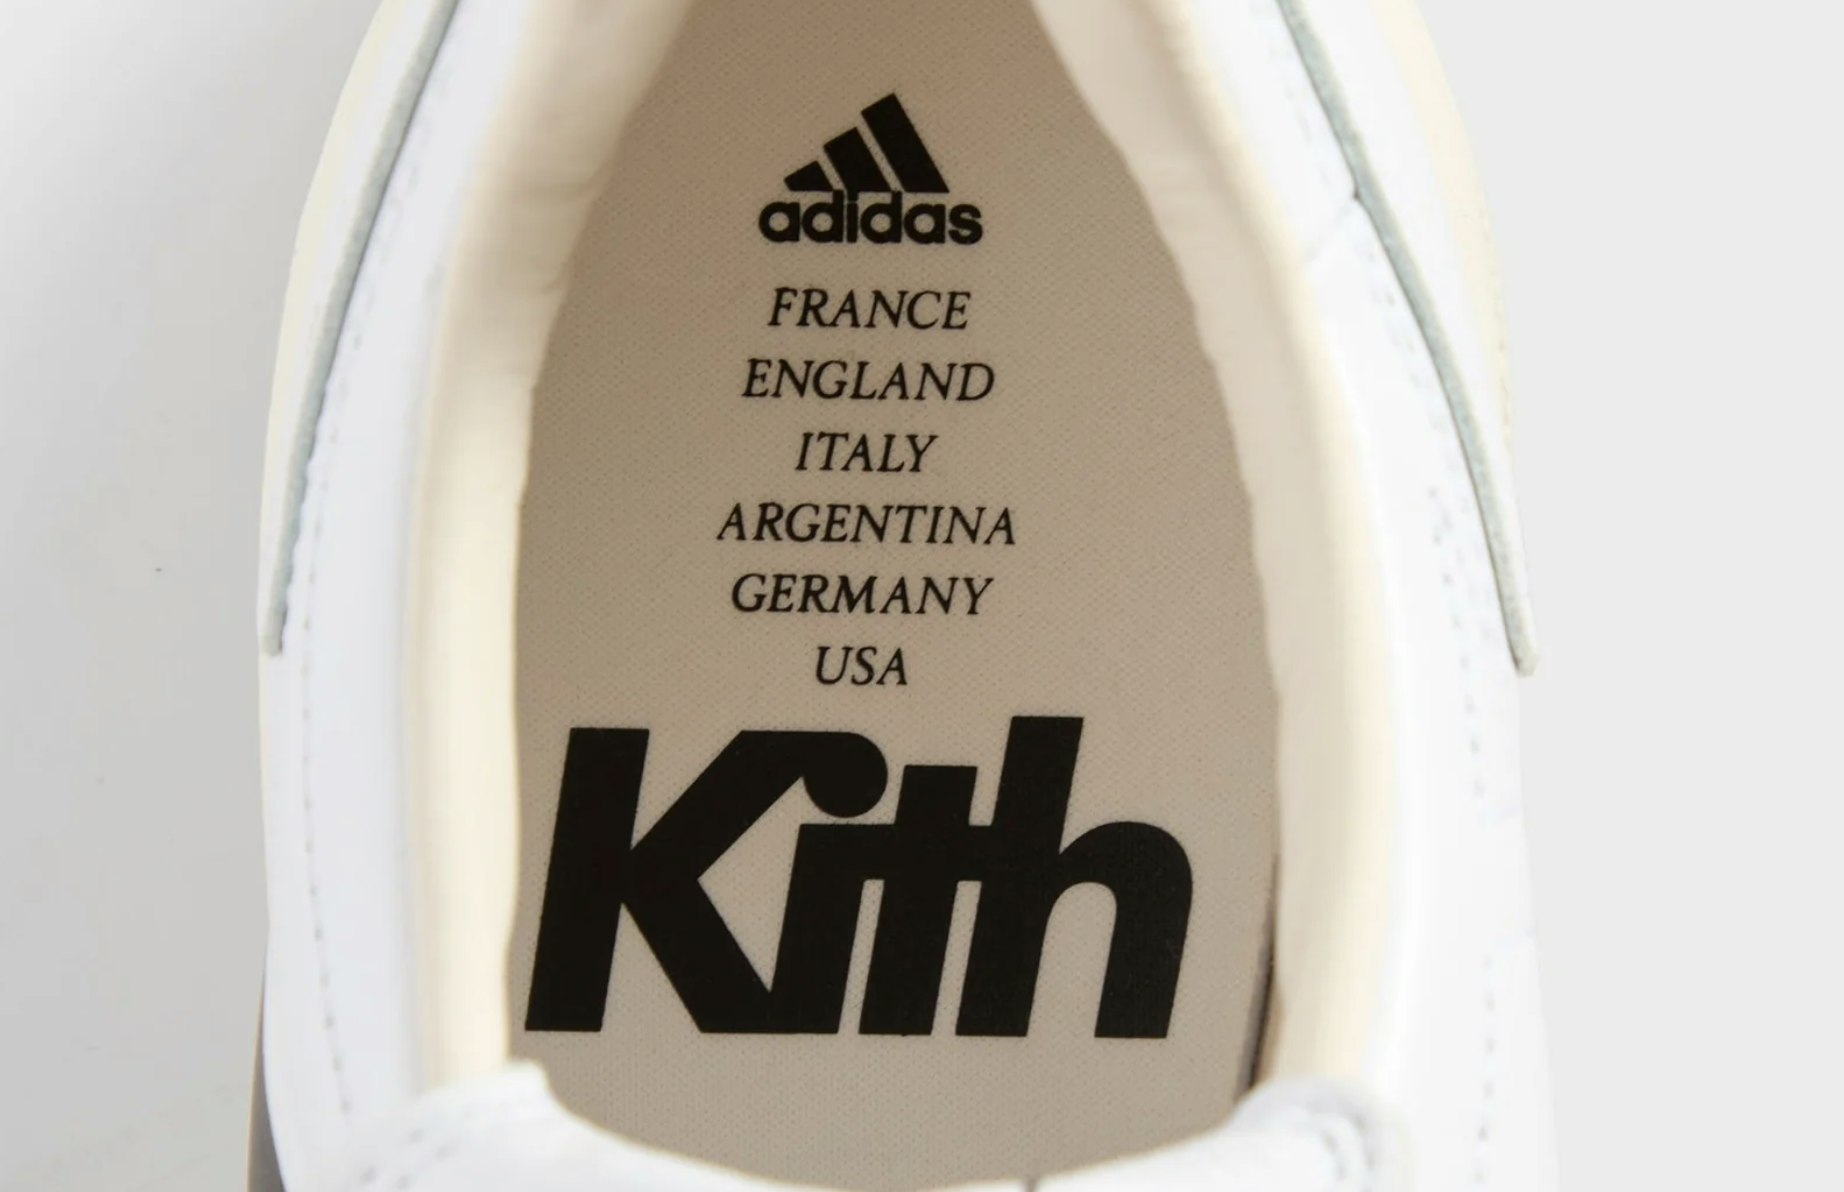 adidas
FRANCE
ENGLAND
ITALY
ARGENTINA
GERMANY
USA
Kith